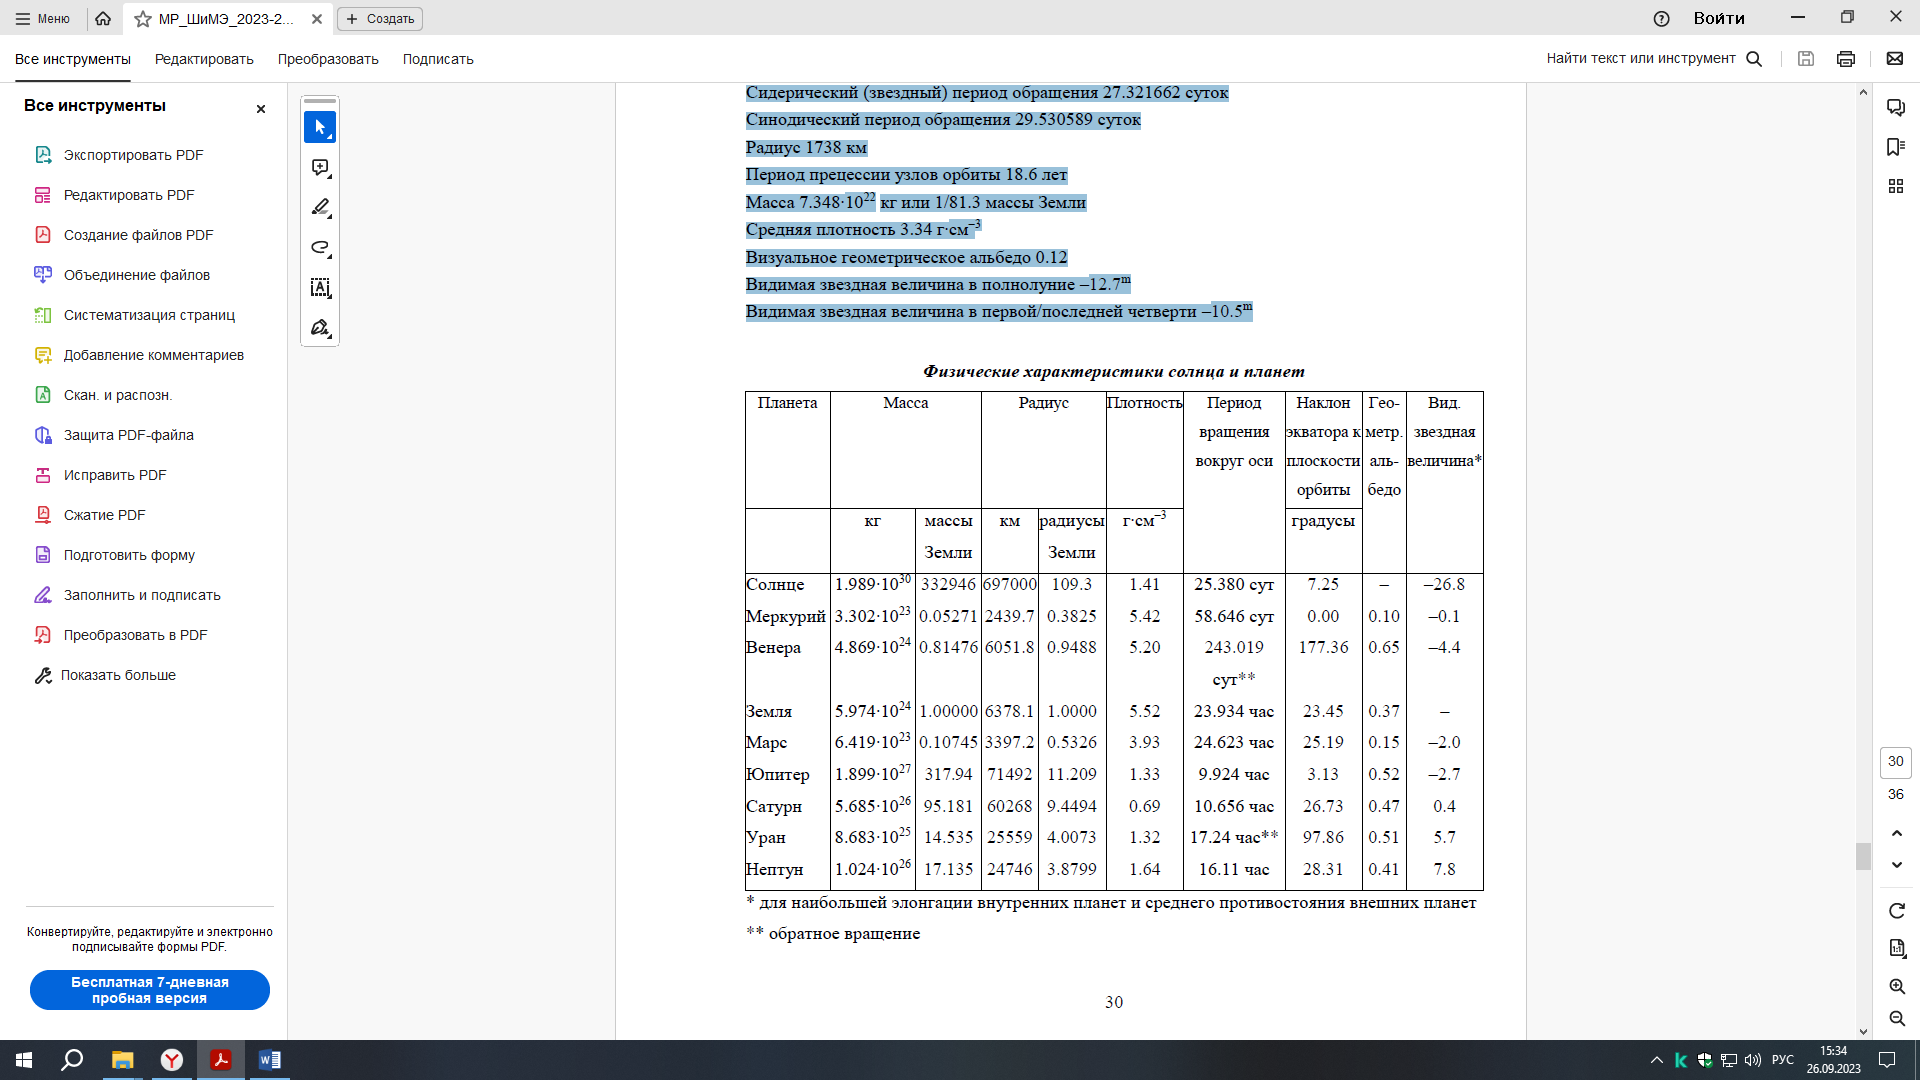 Меню
МР_ШиМЭ_2023-2...
Создать
Войти
Все инструменты
Редактировать
Преобразовать
Подписать
Найти текст или инструмент
Все инструменты
Экспортировать PDF
Редактировать PDF
Создание файлов PDF
Объединение файлов
Систематизация страниц
Добавление комментариев
Скан. и распозн.
Защита PDF-файла
Исправить PDF
Сжатие PDF
Подготовить форму
Заполнить и подписать
Преобразовать в PDF
Показать больше
Конвертируйте, редактируйте и электронно
подписывайте формы PDF.
Бесплатная 7-дневная
пробная версия
Сидерический (звездный) период обращения 27.321662 суток
Синодический период обращения 29.530589 суток
Радиус 1738 км
Период прецессии узлов орбиты 18.6 лет
Масса 7.348·10²² кг или 1/81.3 массы Земли
Средняя плотность 3.34 г·см⁻³
Визуальное геометрическое альбедо 0.12
Видимая звездная величина в полнолуние –12.7ᵐ
Видимая звездная величина в первой/последней четверти –10.5ᵐ
Физические характеристики солнца и планет
Планета Масса Радиус Плотность Период Наклон Гео- Вид.
вращения экватора к метр. звездная
вокруг оси плоскости аль- величина*
орбиты бедо
кг массы км радиусы г·см⁻³ градусы
Земли Земли
Солнце 1.989·10³⁰ 332946 697000 109.3 1.41 25.380 сут 7.25 – –26.8
Меркурий 3.302·10²³ 0.05271 2439.7 0.3825 5.42 58.646 сут 0.00 0.10 –0.1
Венера 4.869·10²⁴ 0.81476 6051.8 0.9488 5.20 243.019 177.36 0.65 –4.4
сут**
Земля 5.974·10²⁴ 1.00000 6378.1 1.0000 5.52 23.934 час 23.45 0.37 –
Марс 6.419·10²³ 0.10745 3397.2 0.5326 3.93 24.623 час 25.19 0.15 –2.0
Юпитер 1.899·10²⁷ 317.94 71492 11.209 1.33 9.924 час 3.13 0.52 –2.7
Сатурн 5.685·10²⁶ 95.181 60268 9.4494 0.69 10.656 час 26.73 0.47 0.4
Уран 8.683·10²⁵ 14.535 25559 4.0073 1.32 17.24 час** 97.86 0.51 5.7
Нептун 1.024·10²⁶ 17.135 24746 3.8799 1.64 16.11 час 28.31 0.41 7.8
* для наибольшей элонгации внутренних планет и среднего противостояния внешних планет
** обратное вращение
30
30
36
РУС
15:34
26.09.2023